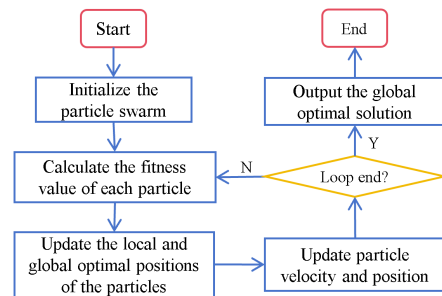 Start
Initialize the
particle swarm
Calculate the fitness
value of each particle
Update the local and
global optimal positions
of the particles
Update particle
velocity and position
Loop end?
N
Y
Output the global
optimal solution
End